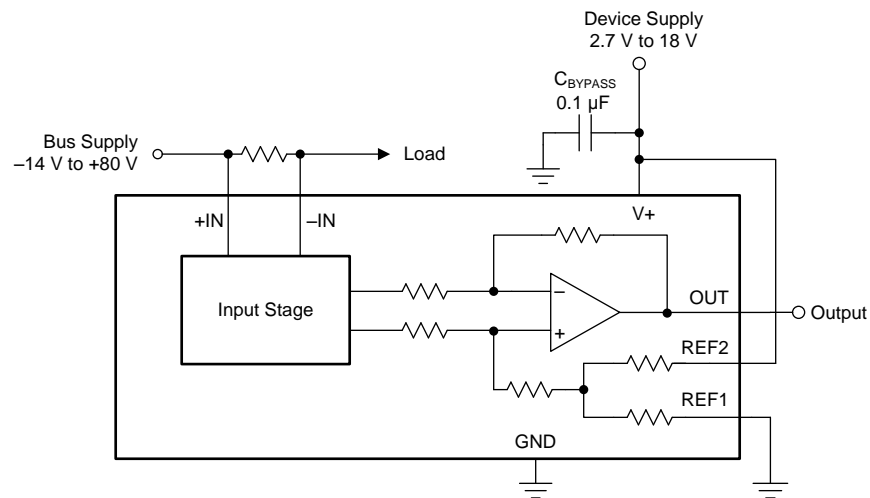 Device Supply
2.7 V to 18 V
CBYPASS
0.1 µF
Bus Supply
–14 V to +80 V
Load
+IN
–IN
V+
Input Stage
–
+
OUT
Output
REF2
REF1
GND